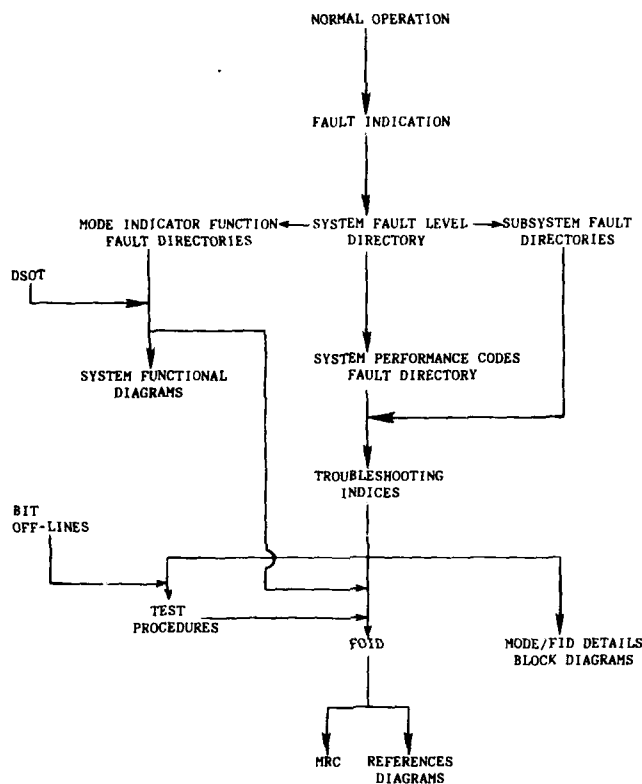 NORMAL OPERATION
FAULT INDICATION
MODE INDICATOR FUNCTION
FAULT DIRECTORIES
SYSTEM FAULT LEVEL
DIRECTORY
SUBSYSTEM FAULT
DIRECTORIES
DSOT
SYSTEM FUNCTIONAL
DIAGRAMS
SYSTEM PERFORMANCE CODES
FAULT DIRECTORY
TROUBLESHOOTING
INDICES
BIT
OFF-LINES
TEST
PROCEDURES
FOID
MODE/FID DETAILS
BLOCK DIAGRAMS
MRC
REFERENCES
DIAGRAMS